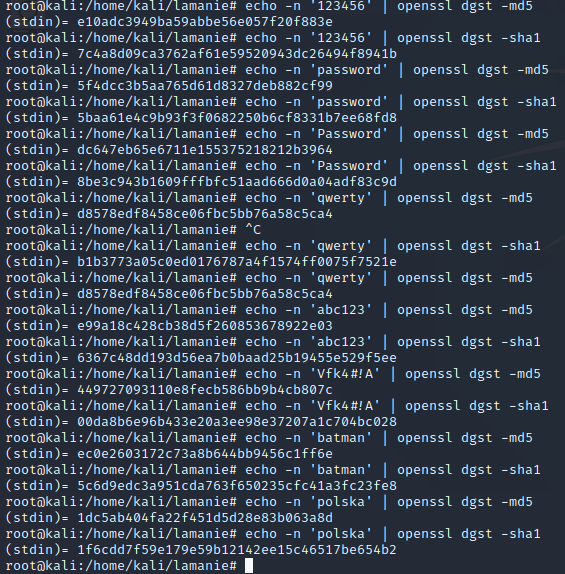 root@kali:/home/kali/lamanie# echo -n '123456' | openssl dgst -md5
(stdin)= e10adc3949ba59abbe56e057f20f883e
root@kali:/home/kali/lamanie# echo -n '123456' | openssl dgst -sha1
(stdin)= 7c4a8d09ca3762af61e59520943dc26494f8941b
root@kali:/home/kali/lamanie# echo -n 'password' | openssl dgst -md5
(stdin)= 5f4dcc3b5aa765d61d8327deb882cf99
root@kali:/home/kali/lamanie# echo -n 'password' | openssl dgst -sha1
(stdin)= 5baa61e4c9b93f3f0682250b6cf8331b7ee68fd8
root@kali:/home/kali/lamanie# echo -n 'Password' | openssl dgst -md5
(stdin)= dc647eb65e6711e155375218212b3964
root@kali:/home/kali/lamanie# echo -n 'Password' | openssl dgst -sha1
(stdin)= 8be3c943b1609fffbfc51aad666d0a04adf83c9d
root@kali:/home/kali/lamanie# echo -n 'qwerty' | openssl dgst -md5
(stdin)= d8578edf8458ce06fbc5bb76a58c5ca4
root@kali:/home/kali/lamanie# ^C
root@kali:/home/kali/lamanie# echo -n 'qwerty' | openssl dgst -sha1
(stdin)= b1b3773a05c0ed0176787a4f1574ff0075f7521e
root@kali:/home/kali/lamanie# echo -n 'qwerty' | openssl dgst -md5
(stdin)= d8578edf8458ce06fbc5bb76a58c5ca4
root@kali:/home/kali/lamanie# echo -n 'abc123' | openssl dgst -md5
(stdin)= e99a18c428cb38d5f260853678922e03
root@kali:/home/kali/lamanie# echo -n 'abc123' | openssl dgst -sha1
(stdin)= 6367c48dd193d56ea7b0baad25b19455e529f5ee
root@kali:/home/kali/lamanie# echo -n 'Vfk4#!A' | openssl dgst -md5
(stdin)= 449727093110e8fecb586bb9b4cb807c
root@kali:/home/kali/lamanie# echo -n 'Vfk4#!A' | openssl dgst -sha1
(stdin)= 00da8b6e96b433e20a3ee98e37207a1c704bc028
root@kali:/home/kali/lamanie# echo -n 'batman' | openssl dgst -md5
(stdin)= ec0e2603172c73a8b644bb9456c1ff6e
root@kali:/home/kali/lamanie# echo -n 'batman' | openssl dgst -sha1
(stdin)= 5c6d9edc3a951cda763f650235cfc41a3fc23fe8
root@kali:/home/kali/lamanie# echo -n 'polska' | openssl dgst -md5
(stdin)= 1dc5ab404fa22f451d5d28e83b063a8d
root@kali:/home/kali/lamanie# echo -n 'polska' | openssl dgst -sha1
(stdin)= 1f6cdd7f59e179e59b12142ee15c46517be654b2
root@kali:/home/kali/lamanie#